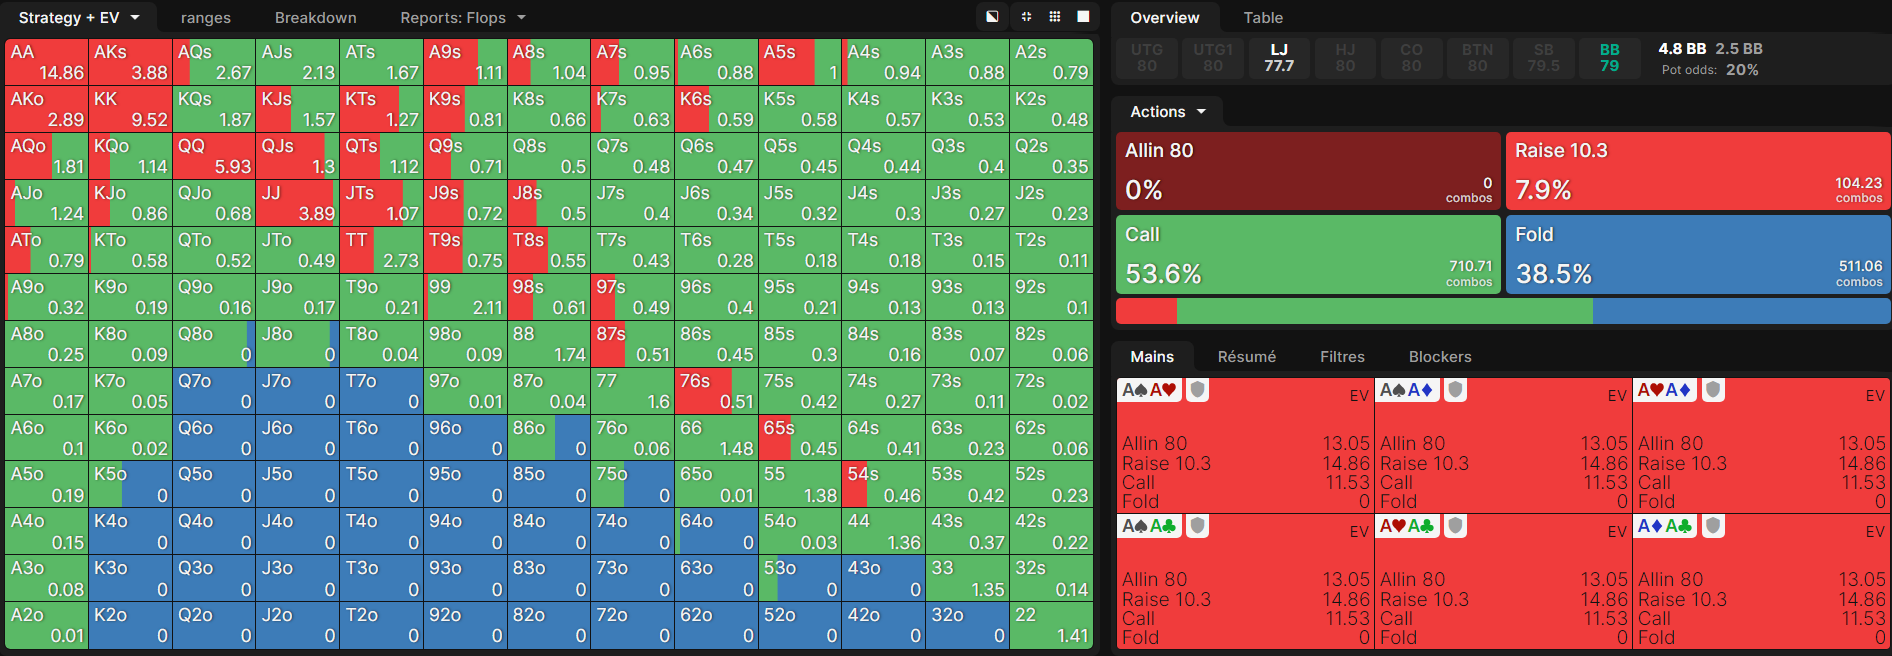 Strategy + EV ranges Breakdown Reports: Flops
AA AKs AQs AJs ATs A9s A8s A7s A6s A5s A4s A3s A2s
14.86 3.88 2.67 2.13 1.67 1.11 1.04 0.95 0.88 1 0.94 0.88 0.79
AKo KK KQs KJs KTs K9s K8s K7s K6s K5s K4s K3s K2s
2.89 9.52 1.87 1.57 1.27 0.81 0.66 0.63 0.59 0.58 0.57 0.53 0.48
AQo KQo QQ QJs QTs Q9s Q8s Q7s Q6s Q5s Q4s Q3s Q2s
1.81 1.14 5.93 1.3 1.12 0.71 0.5 0.48 0.47 0.45 0.44 0.4 0.35
AJo KJo QJo JJ JTs J9s J8s J7s J6s J5s J4s J3s J2s
1.24 0.86 0.68 3.89 1.07 0.72 0.5 0.4 0.34 0.32 0.3 0.27 0.23
ATo KTo QTo JTo TT T9s T8s T7s T6s T5s T4s T3s T2s
0.79 0.58 0.52 0.49 2.73 0.75 0.55 0.43 0.28 0.18 0.18 0.15 0.11
A9o K9o Q9o J9o T9o 99 98s 97s 96s 95s 94s 93s 92s
0.32 0.19 0.16 0.17 0.21 2.11 0.61 0.49 0.4 0.21 0.13 0.13 0.1
A8o K8o Q8o J8o T8o 98o 88 87s 86s 85s 84s 83s 82s
0.25 0.09 0 0 0.04 0.09 1.74 0.51 0.45 0.3 0.16 0.07 0.06
A7o K7o Q7o J7o T7o 97o 87o 77 76s 75s 74s 73s 72s
0.17 0.05 0 0 0 0.01 0.04 1.6 0.51 0.42 0.27 0.11 0.02
A6o K6o Q6o J6o T6o 96o 86o 76o 66 65s 64s 63s 62s
0.1 0.02 0 0 0 0 0 0.06 1.48 0.45 0.41 0.23 0.06
A5o K5o Q5o J5o T5o 95o 85o 75o 65o 55 54s 53s 52s
0.19 0 0 0 0 0 0 0 0.01 1.38 0.46 0.42 0.23
A4o K4o Q4o J4o T4o 94o 84o 74o 64o 54o 44 43s 42s
0.15 0 0 0 0 0 0 0 0 0.03 1.36 0.37 0.22
A3o K3o Q3o J3o T3o 93o 83o 73o 63o 53o 43o 33 32s
0.08 0 0 0 0 0 0 0 0 0 0 1.35 0.14
A2o K2o Q2o J2o T2o 92o 82o 72o 62o 52o 42o 32o 22
0.01 0 0 0 0 0 0 0 0 0 0 0 1.41
Overview Table
UTG UTG1 LJ HJ CO BTN SB BB 4.8 BB 2.5 BB
80 80 77.7 80 80 80 79.5 79 Pot odds: 20%
Actions
Allin 80 Raise 10.3
0% 0 combos 7.9% 104.23 combos
Call Fold
53.6% 710.71 combos 38.5% 511.06 combos
Mains Résumé Filtres Blockers
A♠A♥ EV A♠A♦ EV A♥A♦ EV
Allin 80 13.05 Allin 80 13.05 Allin 80 13.05
Raise 10.3 14.86 Raise 10.3 14.86 Raise 10.3 14.86
Call 11.53 Call 11.53 Call 11.53
Fold 0 Fold 0 Fold 0
A♠A♣ EV A♥A♣ EV A♦A♣ EV
Allin 80 13.05 Allin 80 13.05 Allin 80 13.05
Raise 10.3 14.86 Raise 10.3 14.86 Raise 10.3 14.86
Call 11.53 Call 11.53 Call 11.53
Fold 0 Fold 0 Fold 0